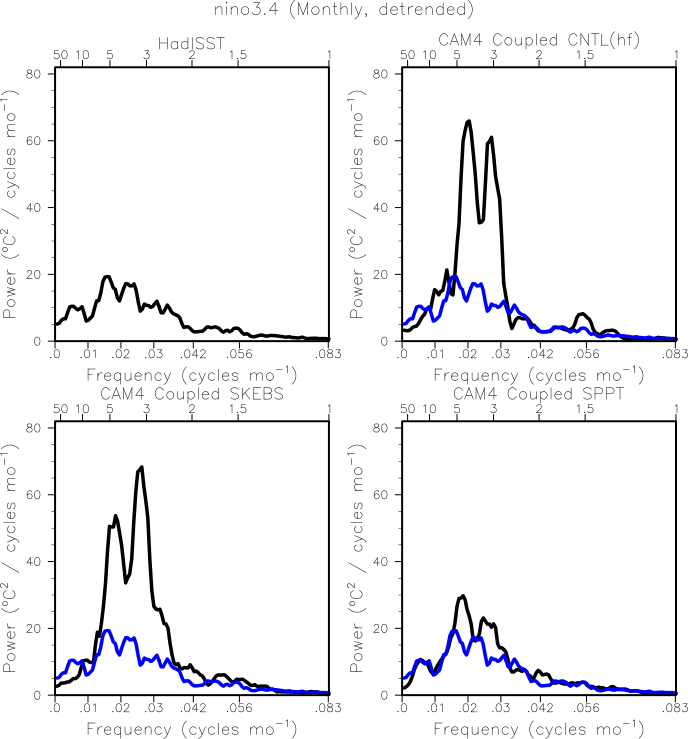 nino3.4 (Monthly, detrended)
HadISST
50 10 5 3 2 1.5 1
80
60
40
20
0
Power (°C² / cycles mo⁻¹)
.0 .01 .02 .03 .042 .056 .083
Frequency (cycles mo⁻¹)
CAM4 Coupled CNTL(hf)
50 10 5 3 2 1.5 1
80
60
40
20
0
Power (°C² / cycles mo⁻¹)
.0 .01 .02 .03 .042 .056 .083
Frequency (cycles mo⁻¹)
CAM4 Coupled SKEBS
50 10 5 3 2 1.5 1
80
60
40
20
0
Power (°C² / cycles mo⁻¹)
.0 .01 .02 .03 .042 .056 .083
Frequency (cycles mo⁻¹)
CAM4 Coupled SPPT
50 10 5 3 2 1.5 1
80
60
40
20
0
Power (°C² / cycles mo⁻¹)
.0 .01 .02 .03 .042 .056 .083
Frequency (cycles mo⁻¹)